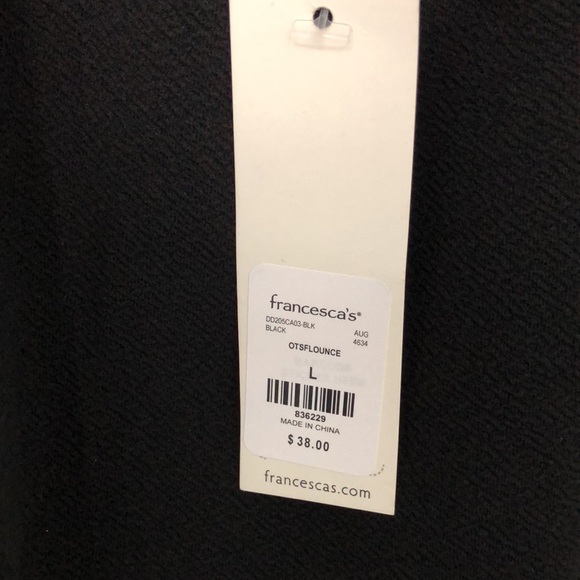 francesca's®
DD205CA03-BLK AUG
BLACK 4634
OTSFLOUNCE
L
836229
MADE IN CHINA
$38.00
francescas.com